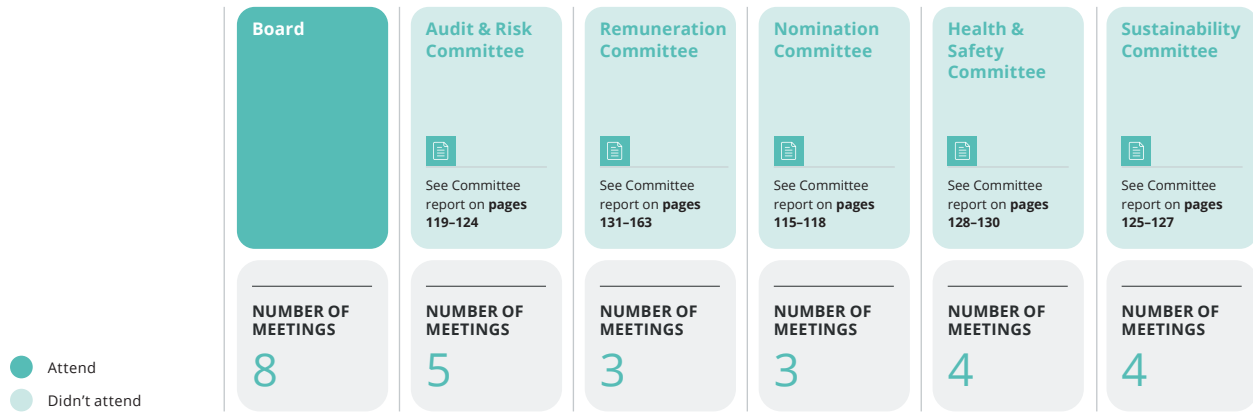 Board
Audit & Risk
Committee
See Committee
report on pages
119–124
Remuneration
Committee
See Committee
report on pages
131–163
Nomination
Committee
See Committee
report on pages
115–118
Health &
Safety
Committee
See Committee
report on pages
128–130
Sustainability
Committee
See Committee
report on pages
125–127
NUMBER OF
MEETINGS
8
NUMBER OF
MEETINGS
5
NUMBER OF
MEETINGS
3
NUMBER OF
MEETINGS
3
NUMBER OF
MEETINGS
4
NUMBER OF
MEETINGS
4
Attend
Didn’t attend